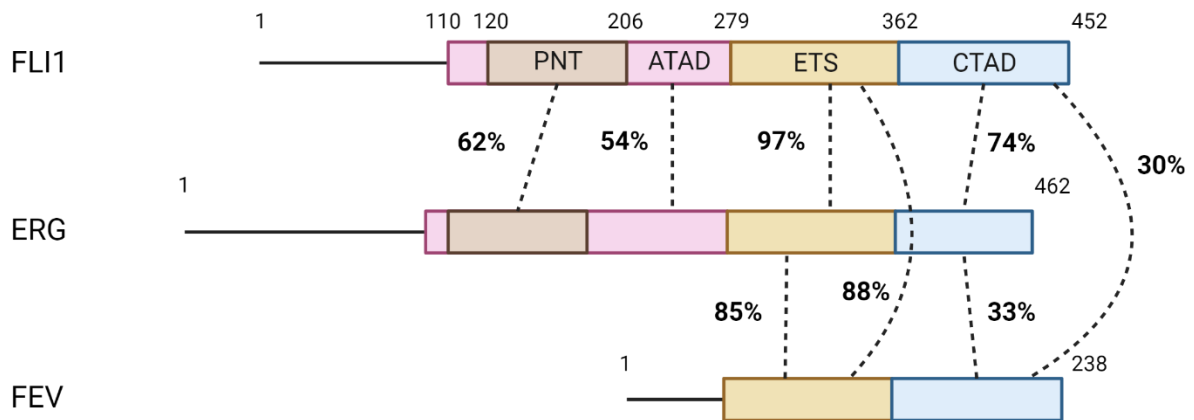 1 110 120 206 279 362 452
FLI1 PNT ATAD ETS CTAD
62% 54% 97% 74% 30%
1 462
ERG
85% 88% 33%
1 238
FEV